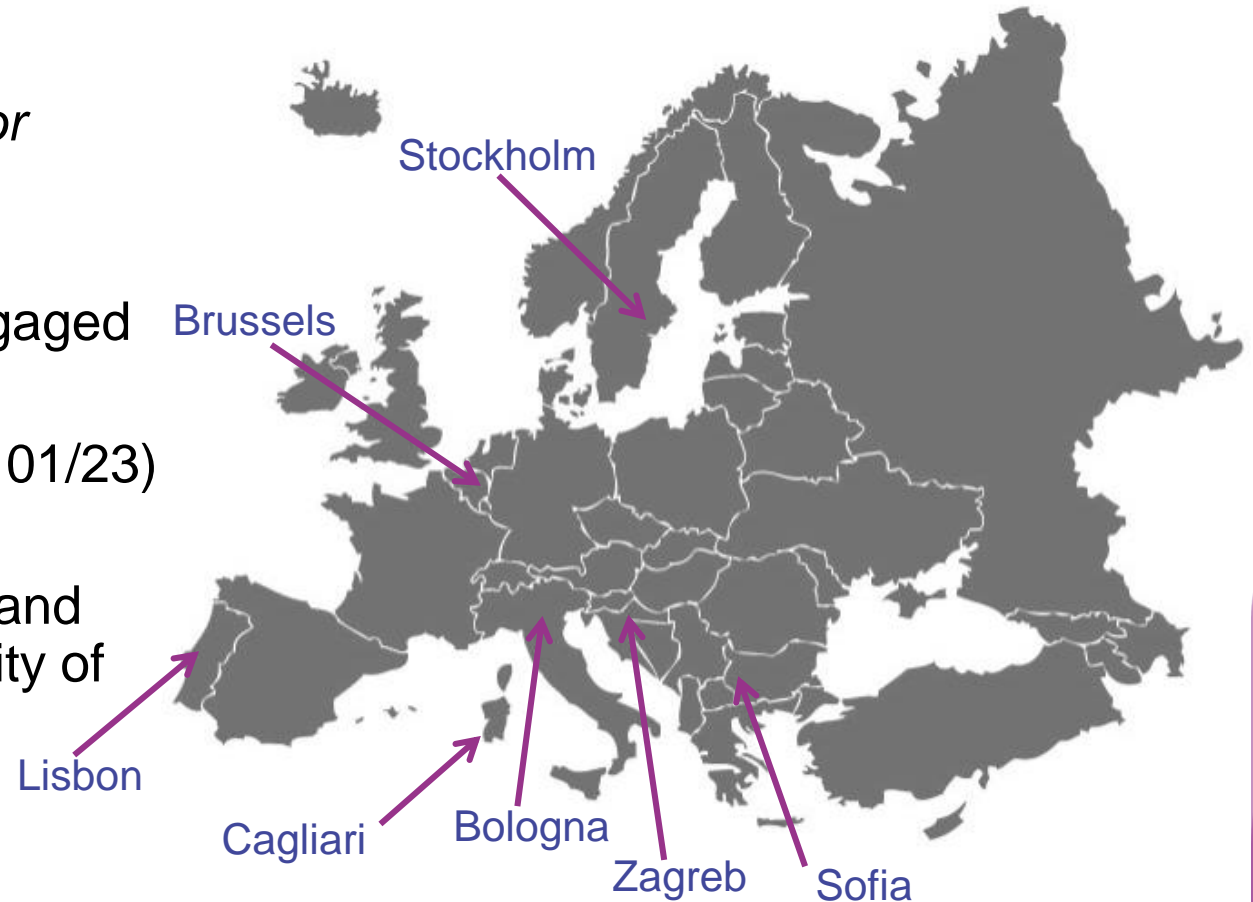 or
Stockholm
gaged
Brussels
01/23)
and
ity of
Lisbon
Cagliari
Bologna
Zagreb
Sofia